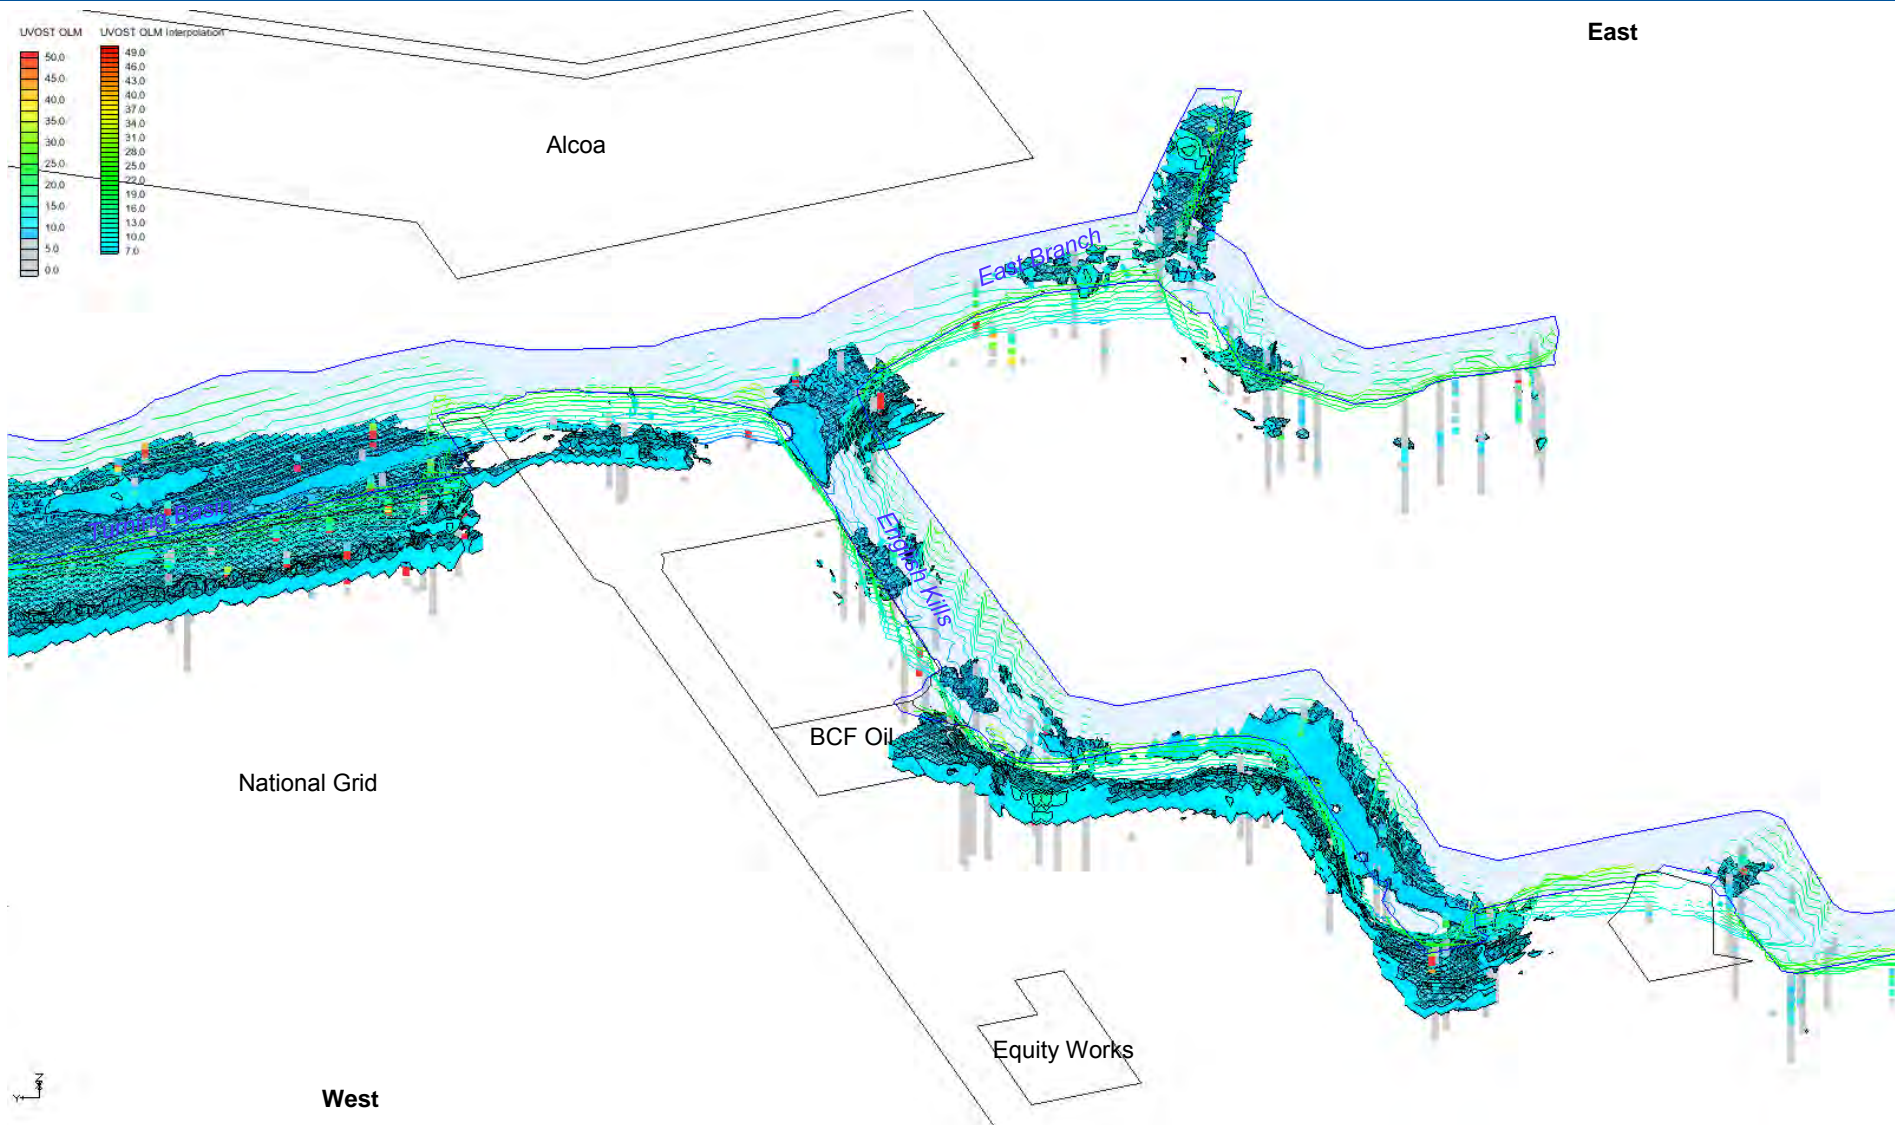 East
UVOST OLM
UVOST OLM Interpolation
50.0
45.0
40.0
35.0
30.0
25.0
20.0
15.0
10.0
5.0
0.0
49.0
46.0
43.0
40.0
37.0
34.0
31.0
28.0
25.0
22.0
19.0
16.0
13.0
10.0
7.0
Alcoa
East Branch
Turning Basin
English Kills
BCF Oil
National Grid
Equity Works
Z
Y
West